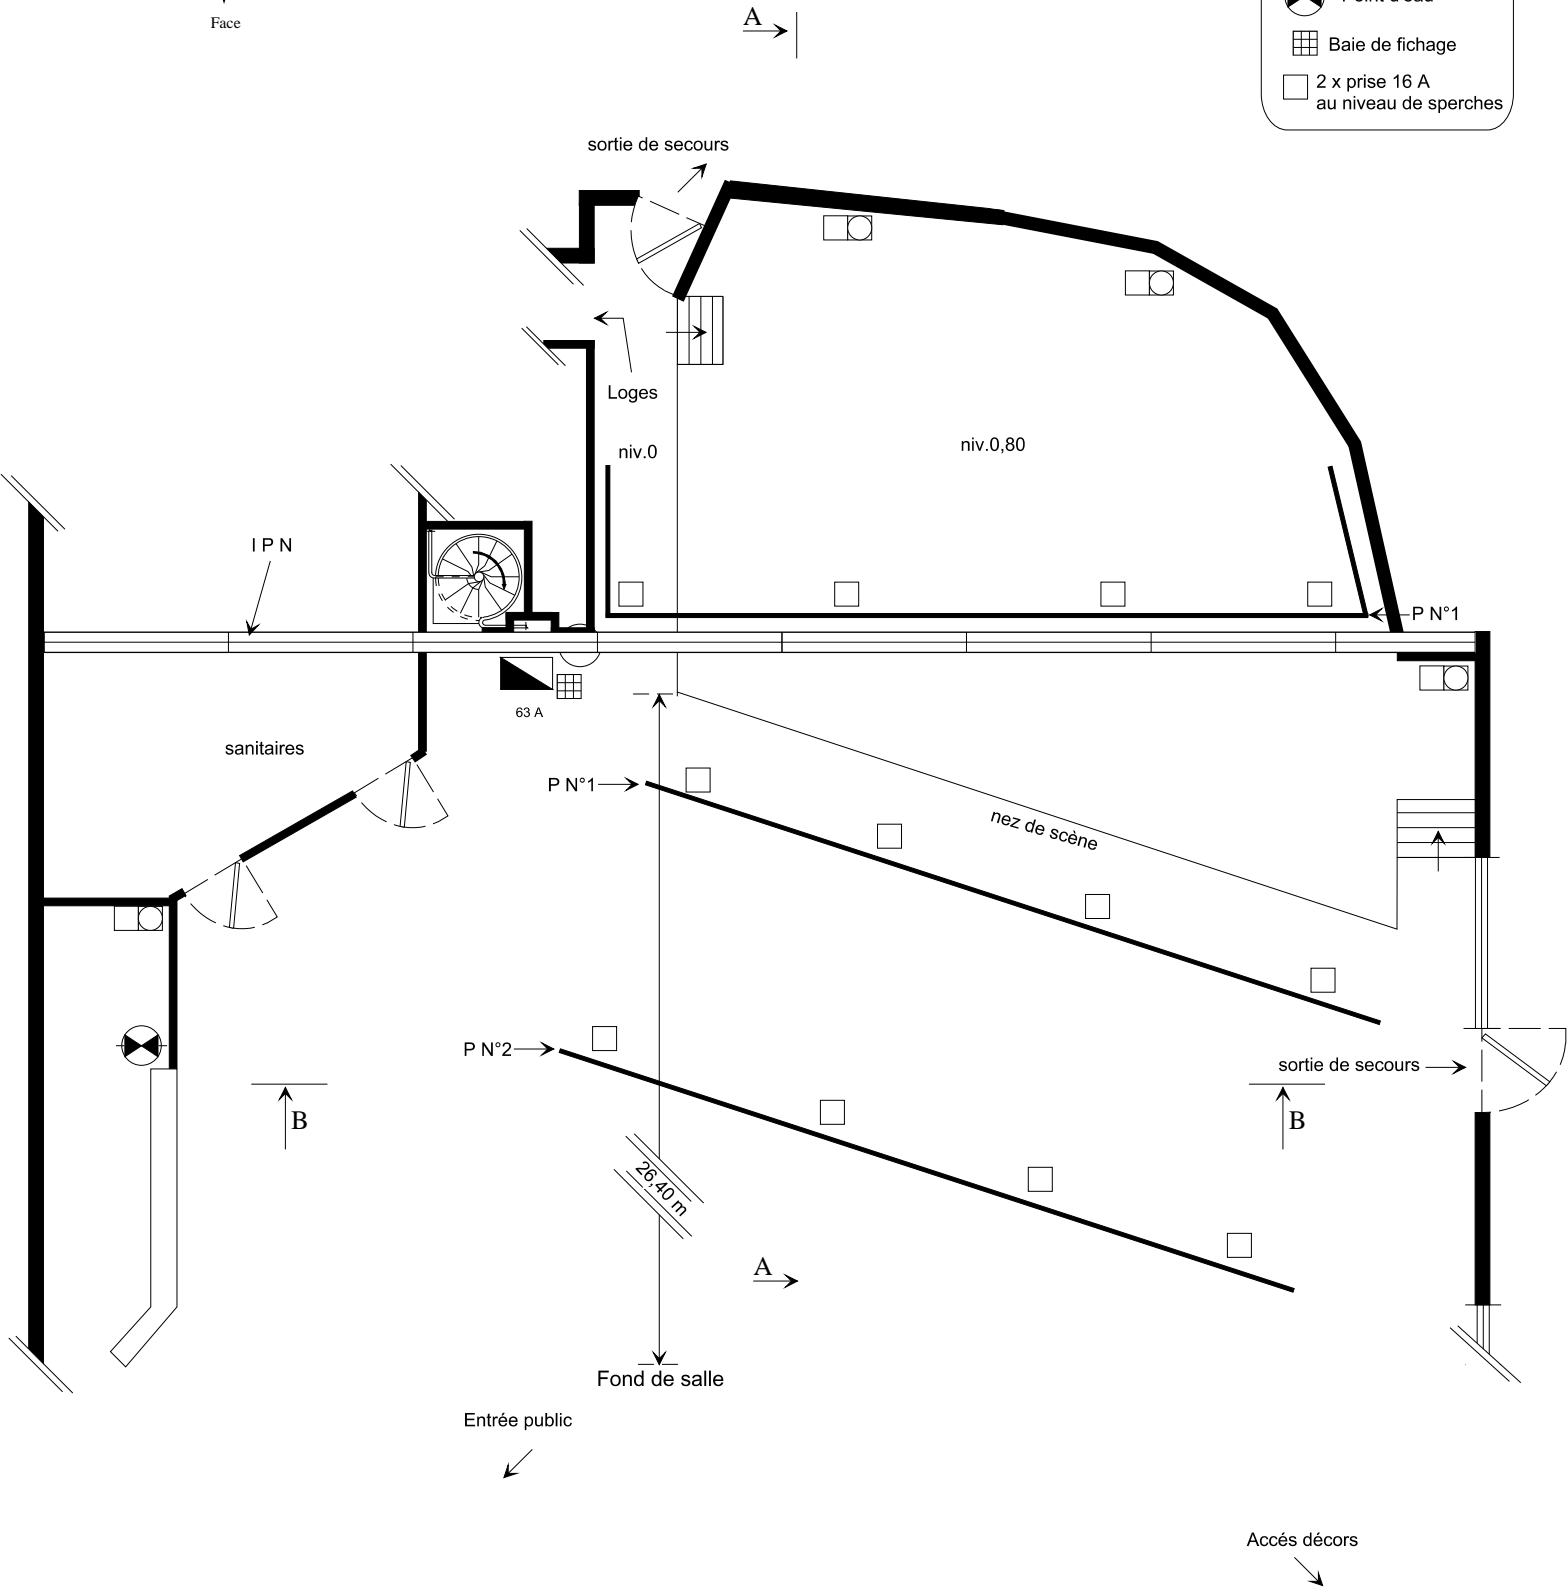 Face
A
Point d'eau
Baie de fichage
2 x prise 16 A
au niveau de sperches
sortie de secours
Loges
niv.0
niv.0,80
I P N
P N°1
63 A
sanitaires
P N°1
nez de scène
P N°2
sortie de secours
B
B
26,40 m
A
Fond de salle
Entrée public
Accés décors